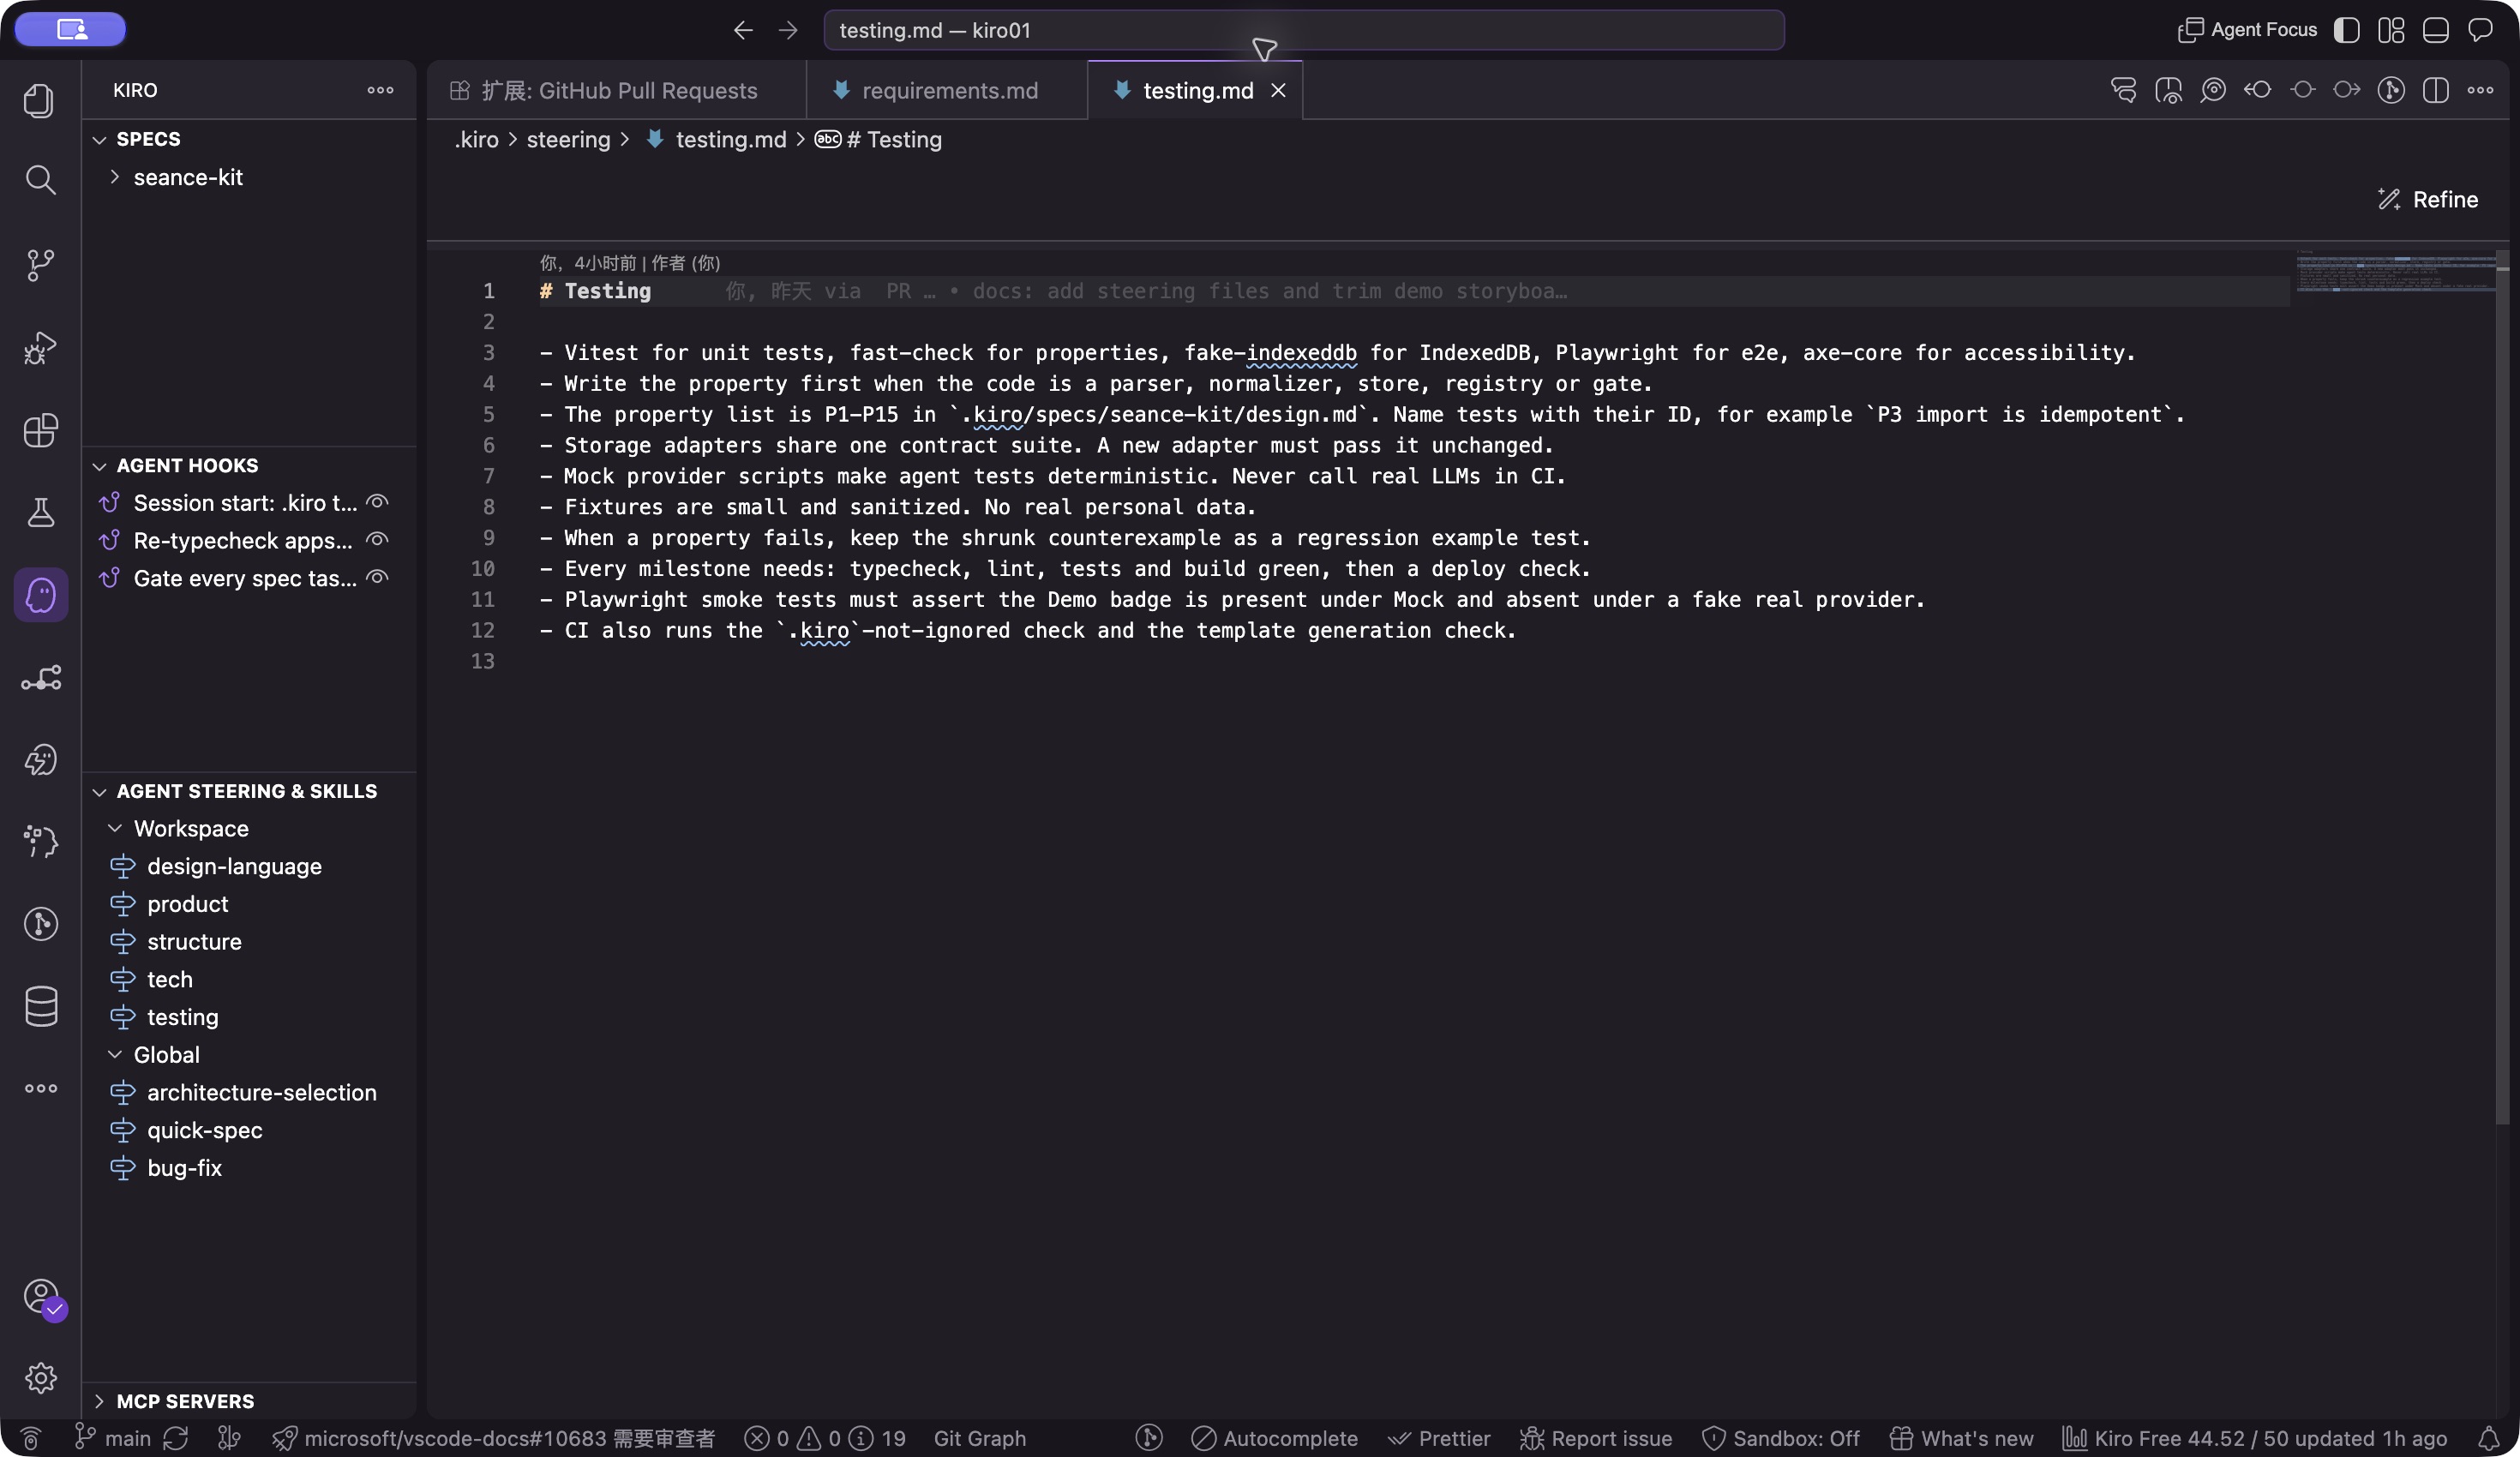 testing.md — kiro01
Agent Focus
KIRO
SPECS
seance-kit
AGENT HOOKS
Session start: .kiro t...
Re-typecheck apps...
Gate every spec tas...
AGENT STEERING & SKILLS
Workspace
design-language
product
structure
tech
testing
Global
architecture-selection
quick-spec
bug-fix
MCP SERVERS
扩展: GitHub Pull Requests
requirements.md
testing.md
.kiro > steering > testing.md > abc # Testing
Refine
你，4小时前 | 作者 (你)
1 # Testing 你, 昨天 via PR … • docs: add steering files and trim demo storyboa…
2
3 - Vitest for unit tests, fast-check for properties, fake-indexeddb for IndexedDB, Playwright for e2e, axe-core for accessibility.
4 - Write the property first when the code is a parser, normalizer, store, registry or gate.
5 - The property list is P1-P15 in `.kiro/specs/seance-kit/design.md`. Name tests with their ID, for example `P3 import is idempotent`.
6 - Storage adapters share one contract suite. A new adapter must pass it unchanged.
7 - Mock provider scripts make agent tests deterministic. Never call real LLMs in CI.
8 - Fixtures are small and sanitized. No real personal data.
9 - When a property fails, keep the shrunk counterexample as a regression example test.
10 - Every milestone needs: typecheck, lint, tests and build green, then a deploy check.
11 - Playwright smoke tests must assert the Demo badge is present under Mock and absent under a fake real provider.
12 - CI also runs the `.kiro`-not-ignored check and the template generation check.
13
main
microsoft/vscode-docs#10683 需要审查者
0 0 19
Git Graph
Autocomplete
Prettier
Report issue
Sandbox: Off
What's new
Kiro Free 44.52 / 50 updated 1h ago